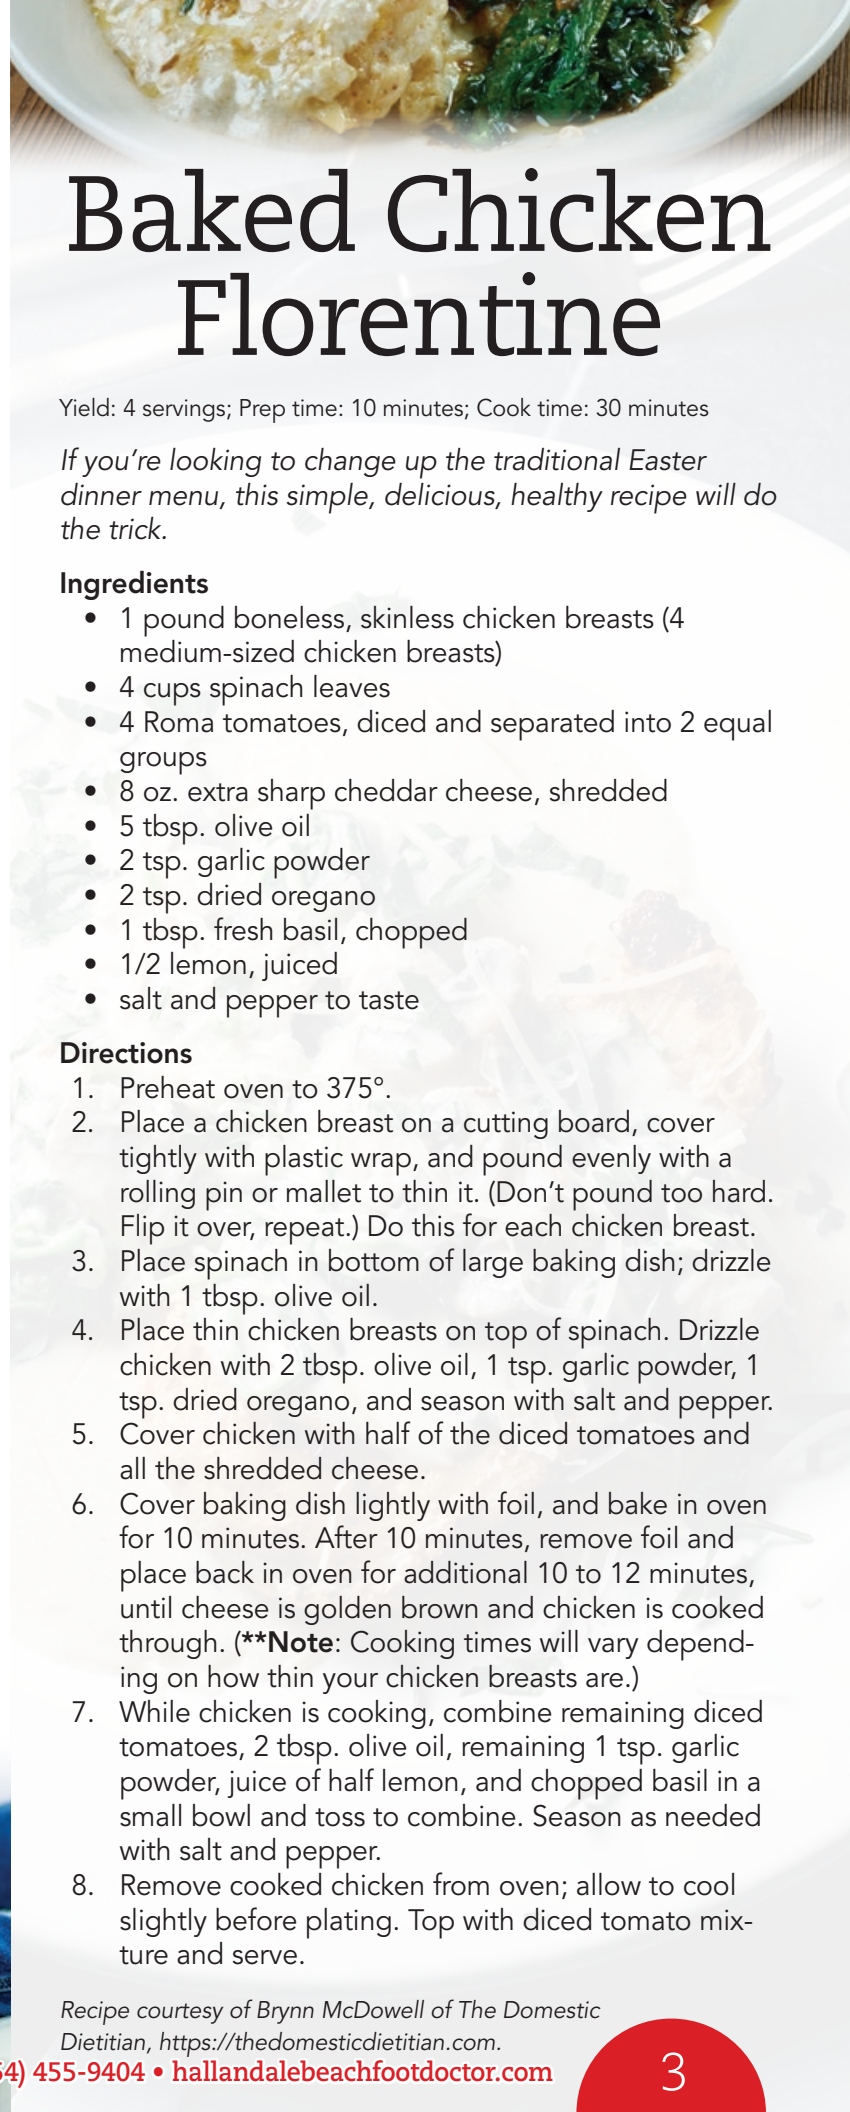 Baked Chicken
Florentine
Yield: 4 servings; Prep time: 10 minutes; Cook time: 30 minutes
If you're looking to change up the traditional Easter
dinner menu, this simple, delicious, healthy recipe will do
the trick.
Ingredients
• 1 pound boneless, skinless chicken breasts (4
medium-sized chicken breasts)
• 4 cups spinach leaves
• 4 Roma tomatoes, diced and separated into 2 equal
groups
• 8 oz. extra sharp cheddar cheese, shredded
• 5 tbsp. olive oil
• 2 tsp. garlic powder
• 2 tsp. dried oregano
• 1 tbsp. fresh basil, chopped
• 1/2 lemon, juiced
• salt and pepper to taste
Directions
1. Preheat oven to 375°.
2. Place a chicken breast on a cutting board, cover
tightly with plastic wrap, and pound evenly with a
rolling pin or mallet to thin it. (Don't pound too hard.
Flip it over, repeat.) Do this for each chicken breast.
3. Place spinach in bottom of large baking dish; drizzle
with 1 tbsp. olive oil.
4. Place thin chicken breasts on top of spinach. Drizzle
chicken with 2 tbsp. olive oil, 1 tsp. garlic powder, 1
tsp. dried oregano, and season with salt and pepper.
5. Cover chicken with half of the diced tomatoes and
all the shredded cheese.
6. Cover baking dish lightly with foil, and bake in oven
for 10 minutes. After 10 minutes, remove foil and
place back in oven for additional 10 to 12 minutes,
until cheese is golden brown and chicken is cooked
through. (**Note: Cooking times will vary depend-
ing on how thin your chicken breasts are.)
7. While chicken is cooking, combine remaining diced
tomatoes, 2 tbsp. olive oil, remaining 1 tsp. garlic
powder, juice of half lemon, and chopped basil in a
small bowl and toss to combine. Season as needed
with salt and pepper.
8. Remove cooked chicken from oven; allow to cool
slightly before plating. Top with diced tomato mix-
ture and serve.
Recipe courtesy of Brynn McDowell of The Domestic
Dietitian, https://thedomesticdietitian.com.
4) 455-9404 • hallandalebeachfootdoctor.com
3